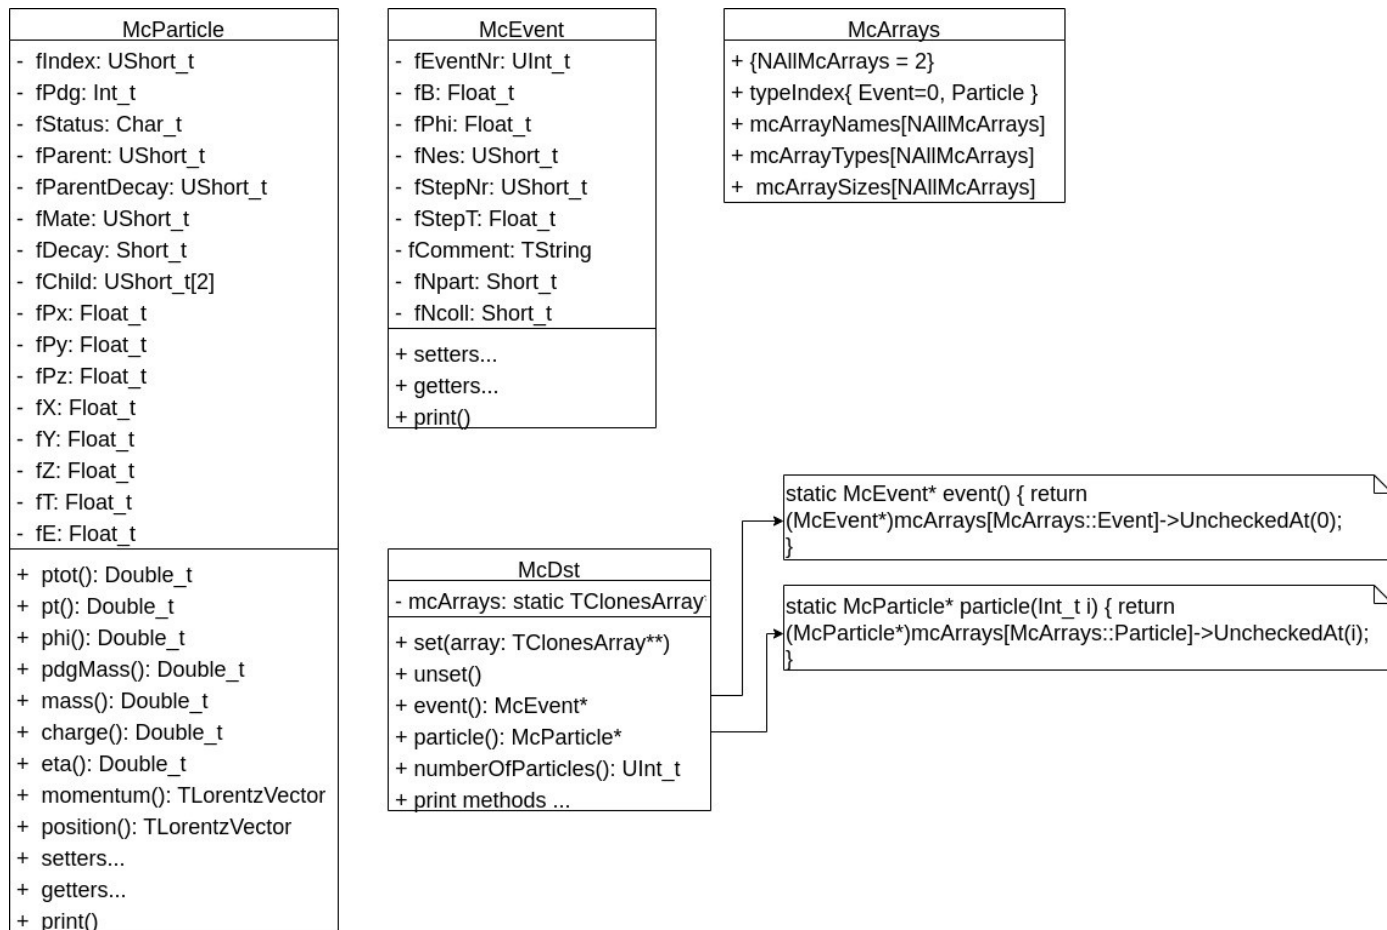 McParticle
- fIndex: UShort_t
- fPdg: Int_t
- fStatus: Char_t
- fParent: UShort_t
- fParentDecay: UShort_t
- fMate: UShort_t
- fDecay: Short_t
- fChild: UShort_t[2]
- fPx: Float_t
- fPy: Float_t
- fPz: Float_t
- fX: Float_t
- fY: Float_t
- fZ: Float_t
- fT: Float_t
- fE: Float_t
+ ptot(): Double_t
+ pt(): Double_t
+ phi(): Double_t
+ pdgMass(): Double_t
+ mass(): Double_t
+ charge(): Double_t
+ eta(): Double_t
+ momentum(): TLorentzVector
+ position(): TLorentzVector
+ setters...
+ getters...
+ print()
McEvent
- fEventNr: UInt_t
- fB: Float_t
- fPhi: Float_t
- fNes: UShort_t
- fStepNr: UShort_t
- fStepT: Float_t
- fComment: TString
- fNpart: Short_t
- fNcoll: Short_t
+ setters...
+ getters...
+ print()
McArrays
+ {NAllMcArrays = 2}
+ typeIndex{ Event=0, Particle }
+ mcArrayNames[NAllMcArrays]
+ mcArrayTypes[NAllMcArrays]
+ mcArraySizes[NAllMcArrays]
McDst
- mcArrays: static TClonesArray*
+ set(array: TClonesArray**)
+ unset()
+ event(): McEvent*
+ particle(): McParticle*
+ numberOfParticles(): UInt_t
+ print methods ...
static McEvent* event() { return
(McEvent*)mcArrays[McArrays::Event]->UncheckedAt(0);
}
static McParticle* particle(Int_t i) { return
(McParticle*)mcArrays[McArrays::Particle]->UncheckedAt(i);
}